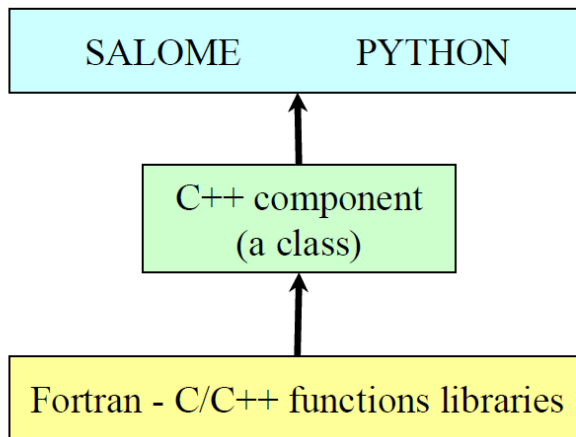 SALOME PYTHON
C++ component
(a class)
Fortran - C/C++ functions libraries